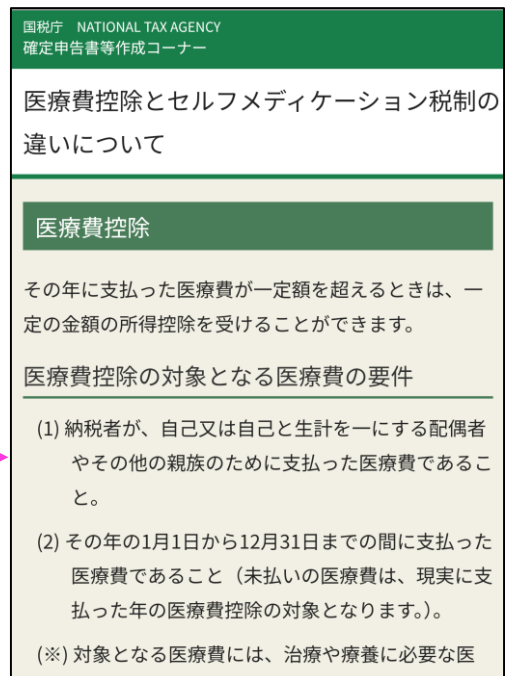 国税庁 NATIONAL TAX AGENCY
確定申告書等作成コーナー
医療費控除とセルフメディケーション税制の
違いについて
医療費控除
その年に支払った医療費が一定額を超えるときは、一
定の金額の所得控除を受けることができます。
医療費控除の対象となる医療費の要件
(1) 納税者が、自己又は自己と生計を一にする配偶者
やその他の親族のために支払った医療費であるこ
と。
(2) その年の1月1日から12月31日までの間に支払った
医療費であること（未払いの医療費は、現実に支
払った年の医療費控除の対象となります。）。
(※) 対象となる医療費には、治療や療養に必要な医